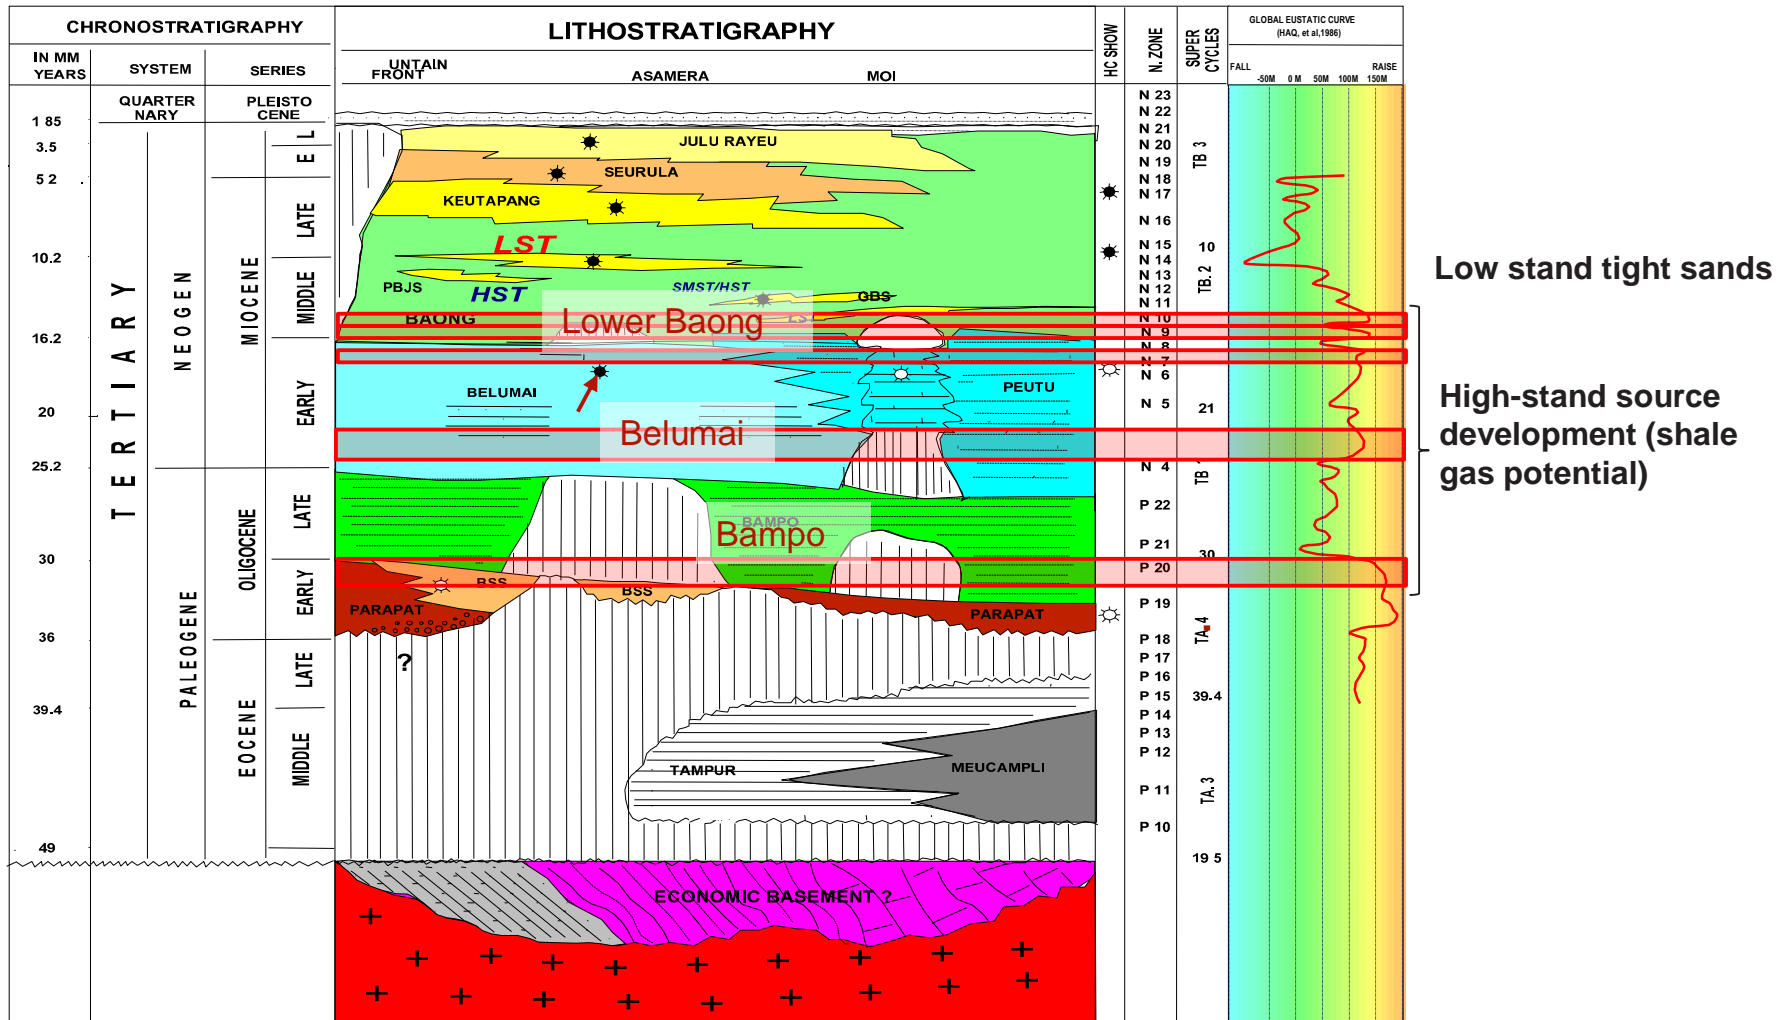 CHRONOSTRATIGRAPHY
LITHOSTRATIGRAPHY
HC SHOW
N. ZONE
SUPER
CYCLES
GLOBAL EUSTATIC CURVE
(HAQ, et al,1986)
IN MM
YEARS
SYSTEM
SERIES
UNTAIN
FRONT
ASAMERA
MOI
FALL
RAISE
-50M 0 M 50M 100M 150M
QUARTER
NARY
PLEISTO
CENE
1 85
3.5
5 2
10.2
16.2
20
25.2
30
36
39.4
49
TERTIARY
NEOGEN
PALEOGENE
MIOCENE
OLIGOCENE
EOCENE
L
E
LATE
MIDDLE
EARLY
LATE
EARLY
LATE
MIDDLE
JULU RAYEU
SEURULA
KEUTAPANG
LST
PBJS
HST
SMST/HST
GBS
BAONG
Lower Baong
BELUMAI
PEUTU
Belumai
BAMPO
Bampo
BSS
BSS
PARAPAT
PARAPAT
?
TAMPUR
MEUCAMPLI
ECONOMIC BASEMENT ?
N 23
N 22
N 21
N 20
N 19
N 18
N 17
N 16
N 15
N 14
N 13
N 12
N 11
N 10
N 9
N 8
N 7
N 6
N 5
N 4
P 22
P 21
P 20
P 19
P 18
P 17
P 16
P 15
P 14
P 13
P 12
P 11
P 10
TB 3
10
TB. 2
21
TB
30
TA.4
39.4
TA.3
19 5
Low stand tight sands
High-stand source
development (shale
gas potential)